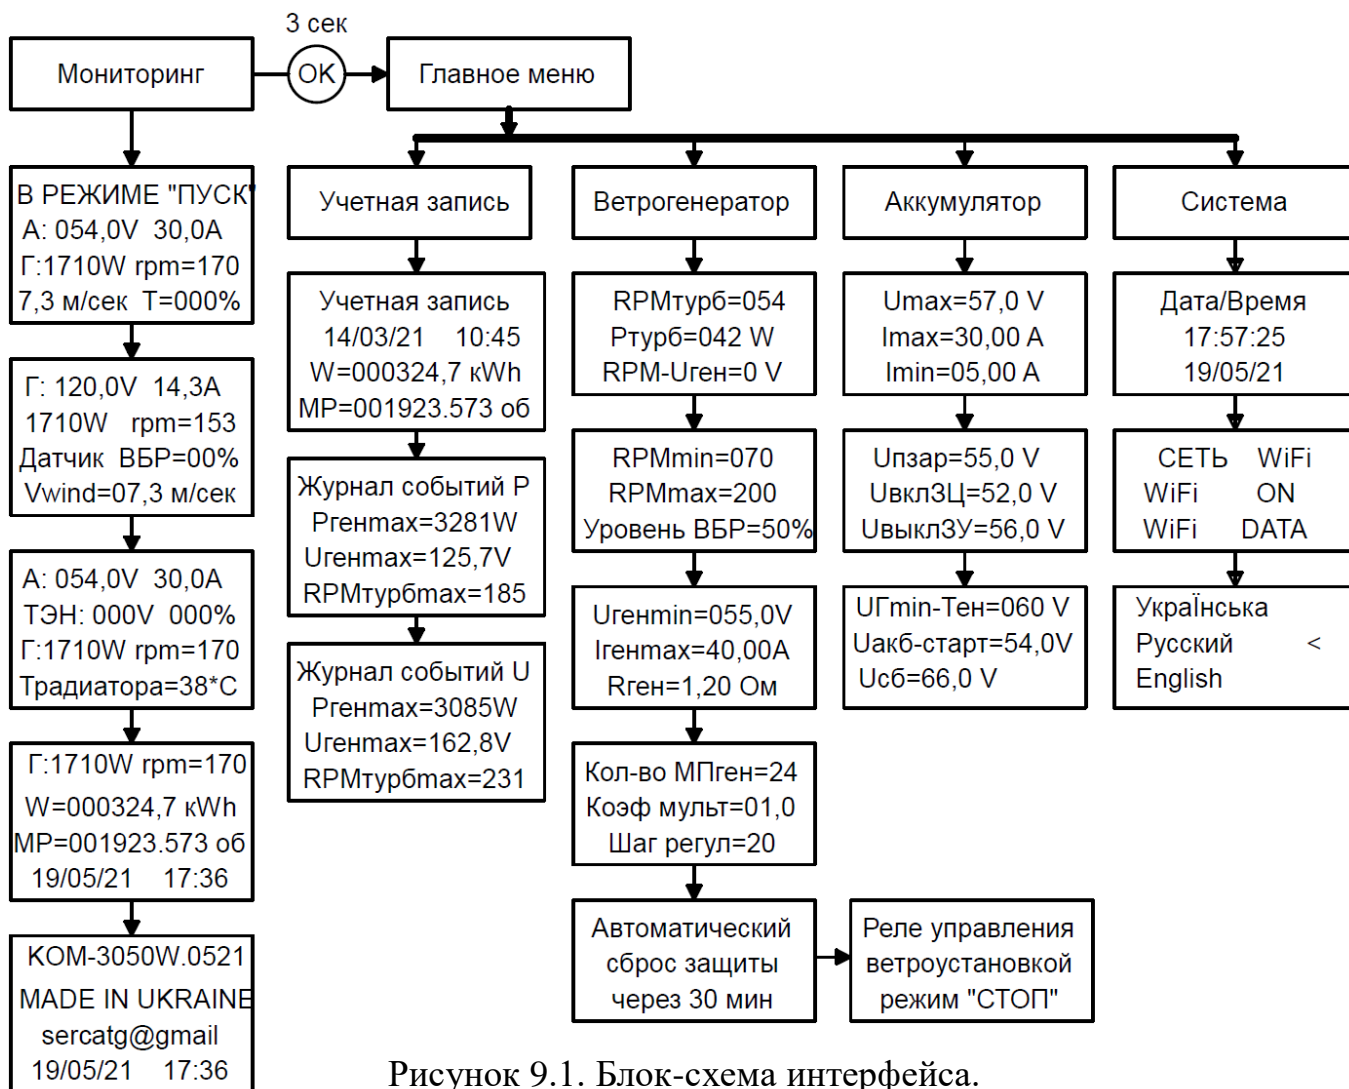 3 сек
Мониторинг
OK
Главное меню
В РЕЖИМЕ "ПУСК"
А: 054,0V 30,0A
Г:1710W rpm=170
7,3 м/сек T=000%
Г: 120,0V 14,3A
1710W rpm=153
Датчик ВБР=00%
Vwind=07,3 м/сек
А: 054,0V 30,0A
ТЭН: 000V 000%
Г:1710W rpm=170
Традиатора=38*С
Г:1710W rpm=170
W=000324,7 кWh
МР=001923.573 об
19/05/21 17:36
KOM-3050W.0521
MADE IN UKRAINE
sercatg@gmail
19/05/21 17:36
Учетная запись
Учетная запись
14/03/21 10:45
W=000324,7 кWh
МР=001923.573 об
Журнал событий Р
Ргенmax=3281W
Uгенmax=125,7V
RPMтурбmax=185
Журнал событий U
Ргенmax=3085W
Uгенmax=162,8V
RPMтурбmax=231
Ветрогенератор
RPMтурб=054
Ртурб=042 W
RPM-Uген=0 V
RPMmin=070
RPMmax=200
Уровень ВБР=50%
Uгенmin=055,0V
Iгенmax=40,00A
Rген=1,20 Ом
Кол-во МПген=24
Коэф мульт=01,0
Шаг регул=20
Автоматический
сброс защиты
через 30 мин
Реле управления
ветроустановкой
режим "СТОП"
Аккумулятор
Umax=57,0 V
Imax=30,00 A
Imin=05,00 A
Uпзар=55,0 V
UвклЗЦ=52,0 V
UвыклЗУ=56,0 V
UГmin-Тен=060 V
Uакб-старт=54,0V
Uсб=66,0 V
Система
Дата/Время
17:57:25
19/05/21
СЕТЬ WiFi
WiFi ON
WiFi DATA
УкраЇнська
Русский <
English
Рисунок 9.1. Блок-схема интерфейса.